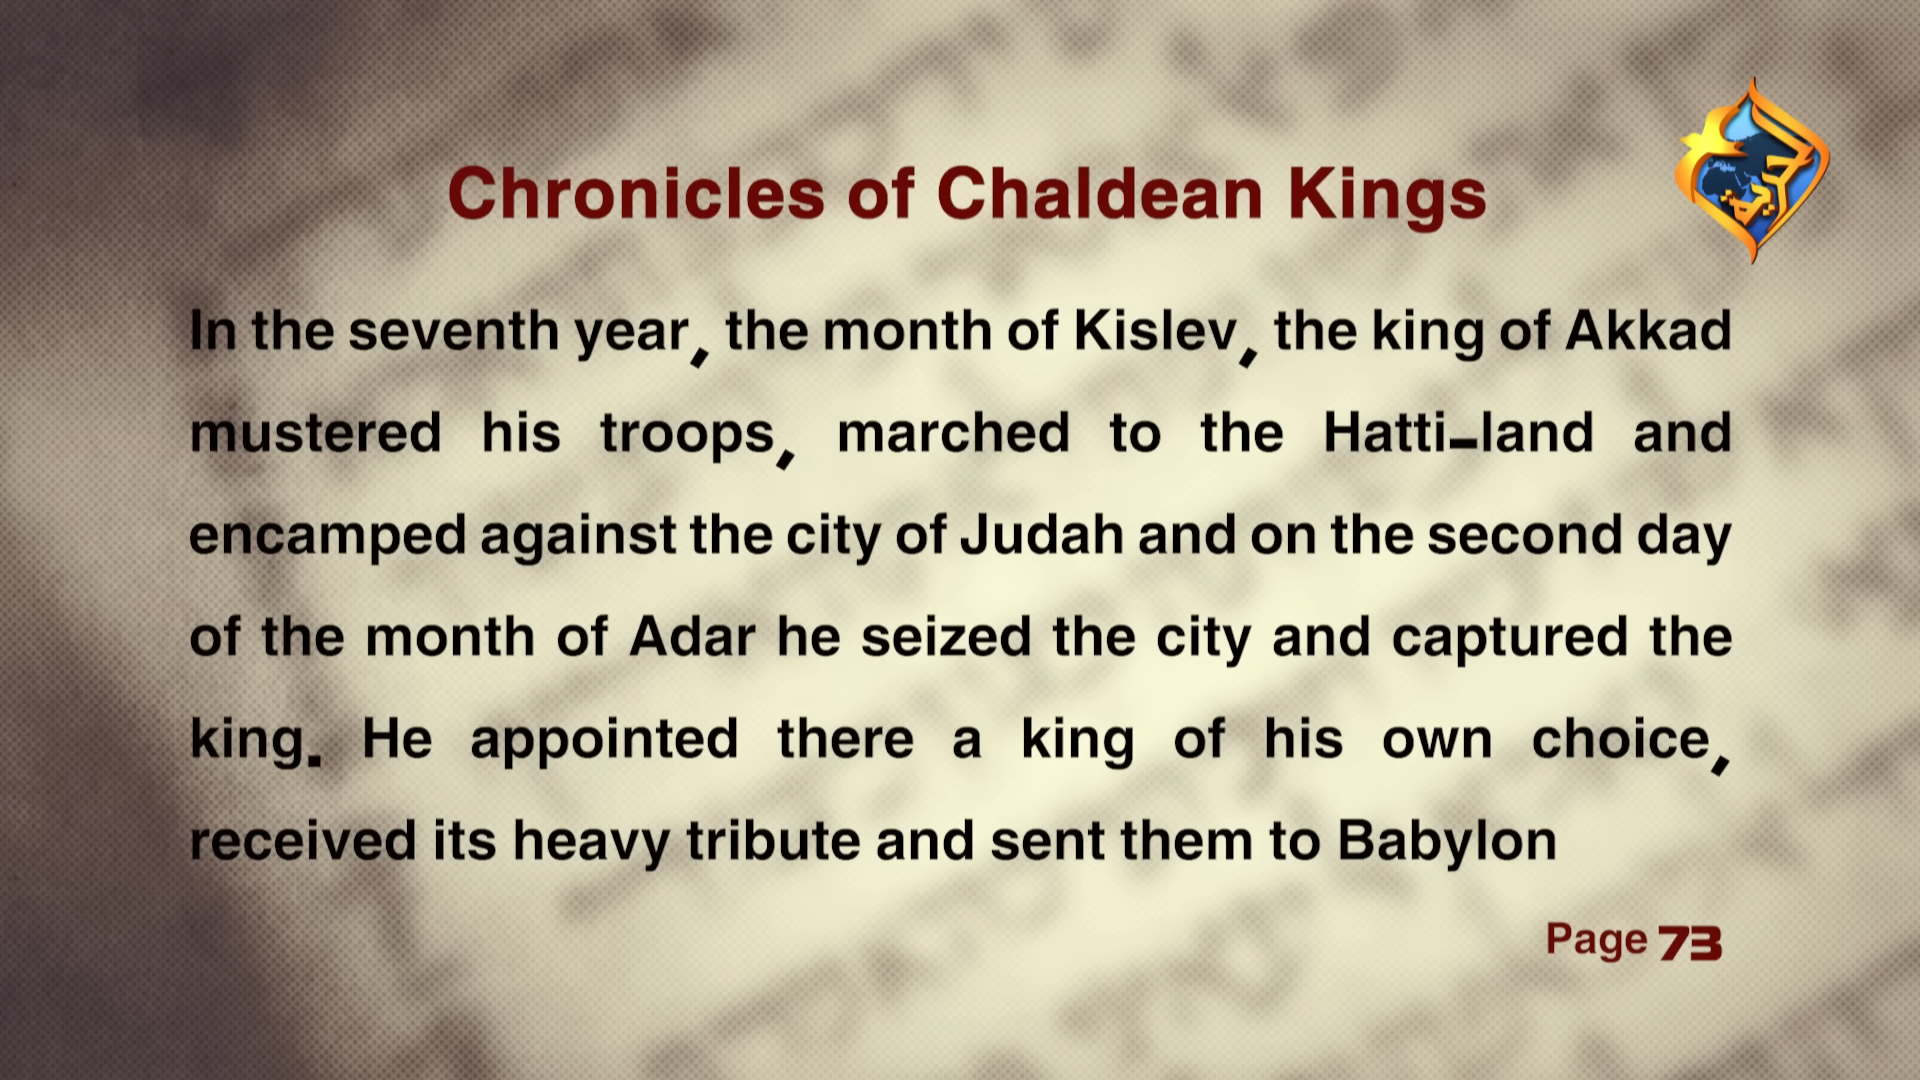 Chronicles of Chaldean Kings
In the seventh year, the month of Kislev, the king of Akkad
mustered his troops, marched to the Hatti-land and
encamped against the city of Judah and on the second day
of the month of Adar he seized the city and captured the
king. He appointed there a king of his own choice,
received its heavy tribute and sent them to Babylon
Page 73